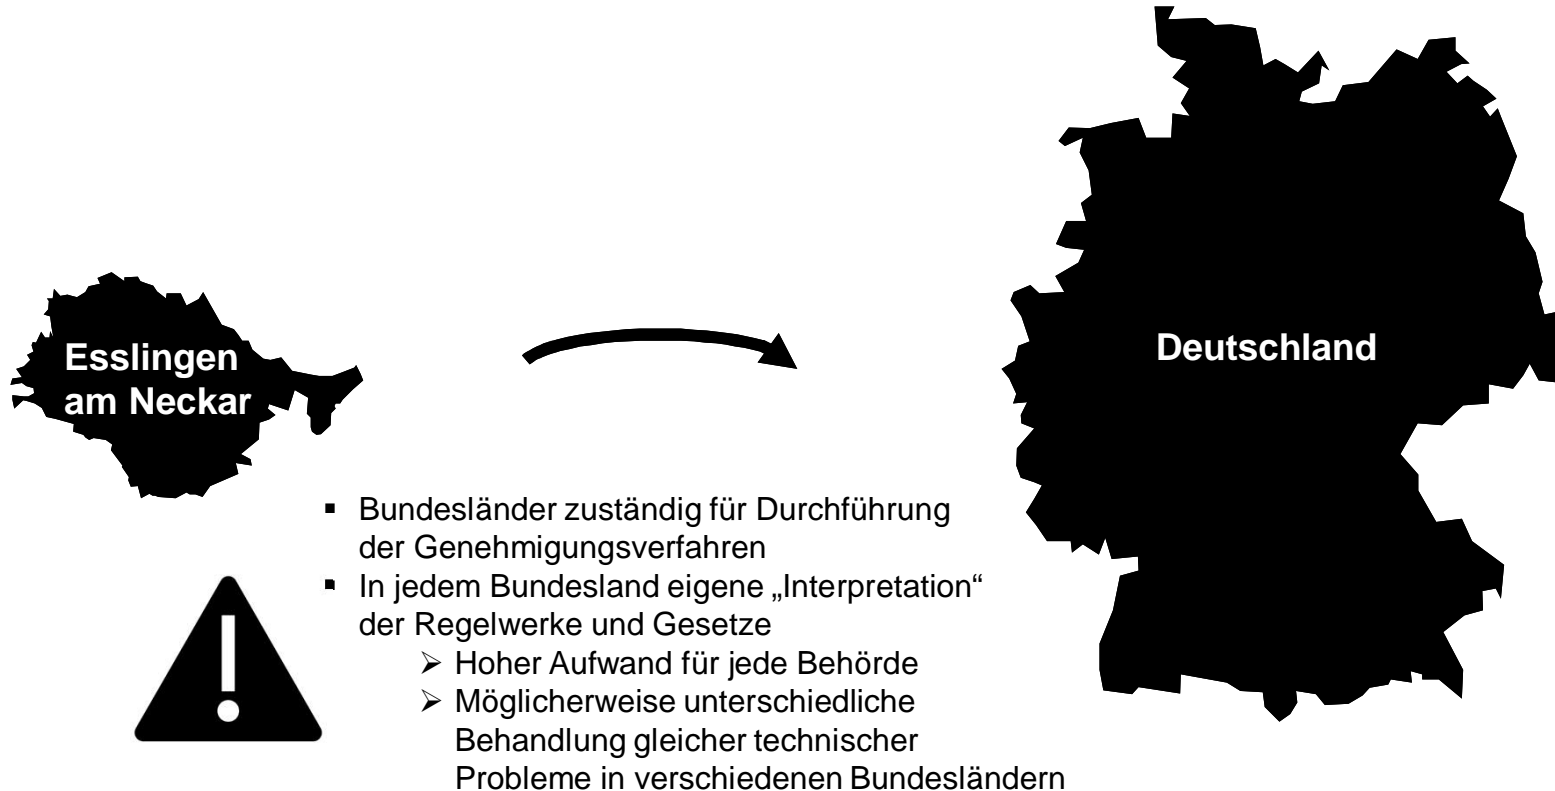 Esslingen
am Neckar
Deutschland
▪ Bundesländer zuständig für Durchführung
der Genehmigungsverfahren
▪ In jedem Bundesland eigene „Interpretation“
der Regelwerke und Gesetze
➢ Hoher Aufwand für jede Behörde
➢ Möglicherweise unterschiedliche
Behandlung gleicher technischer
Probleme in verschiedenen Bundesländern